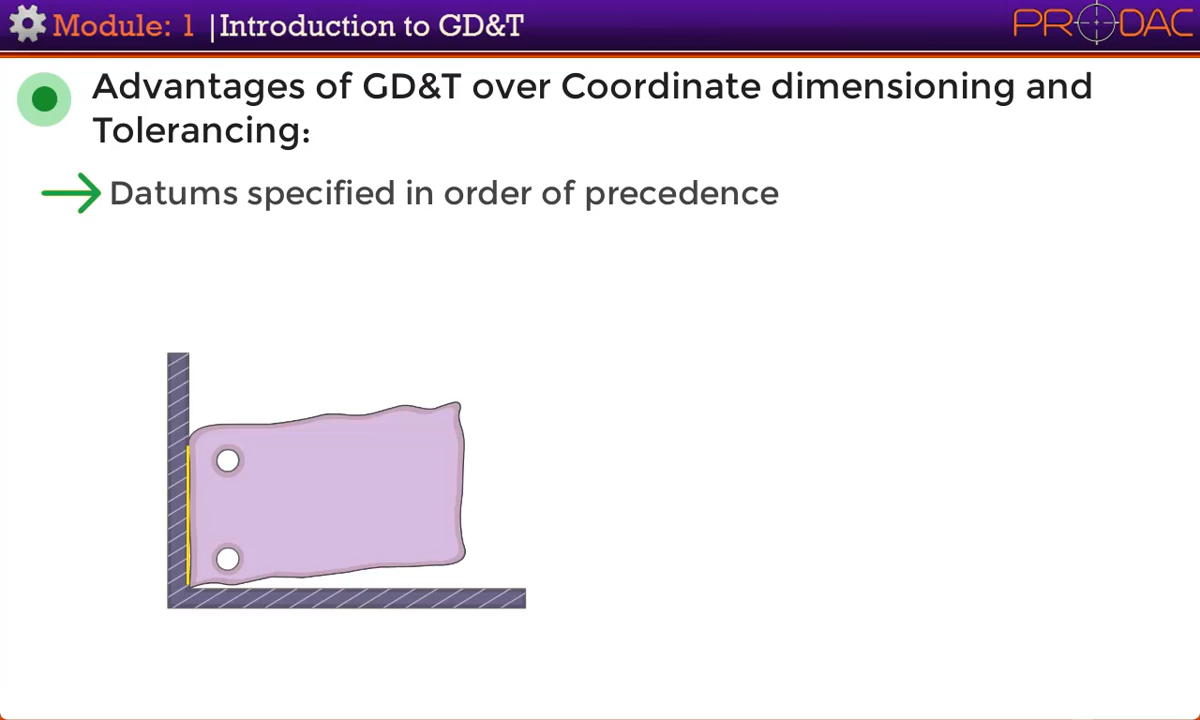 Module: 1 |Introduction to GD&T
PRODAC
Advantages of GD&T over Coordinate dimensioning and
Tolerancing:
Datums specified in order of precedence